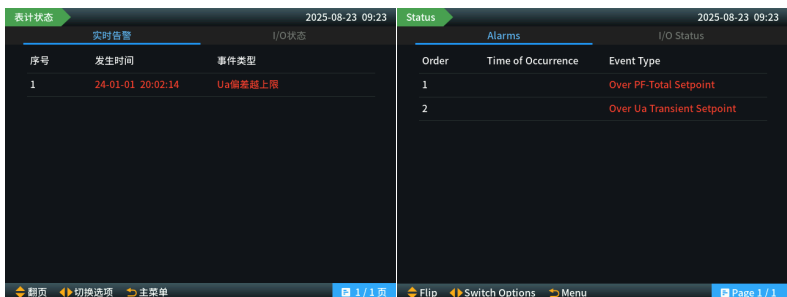 表计状态 2025-08-23 09:23
实时告警 I/O状态
序号 发生时间 事件类型
1 24-01-01 20:02:14 Ua偏差越上限
翻页 切换选项 主菜单 1 / 1 页
Status 2025-08-23 09:23
Alarms I/O Status
Order Time of Occurrence Event Type
1 Over PF-Total Setpoint
2 Over Ua Transient Setpoint
Flip Switch Options Menu Page 1 / 1